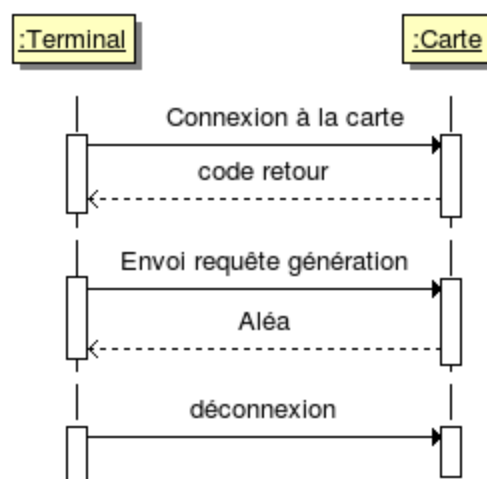 :Terminal
:Carte
Connexion à la carte
code retour
Envoi requête génération
Aléa
déconnexion